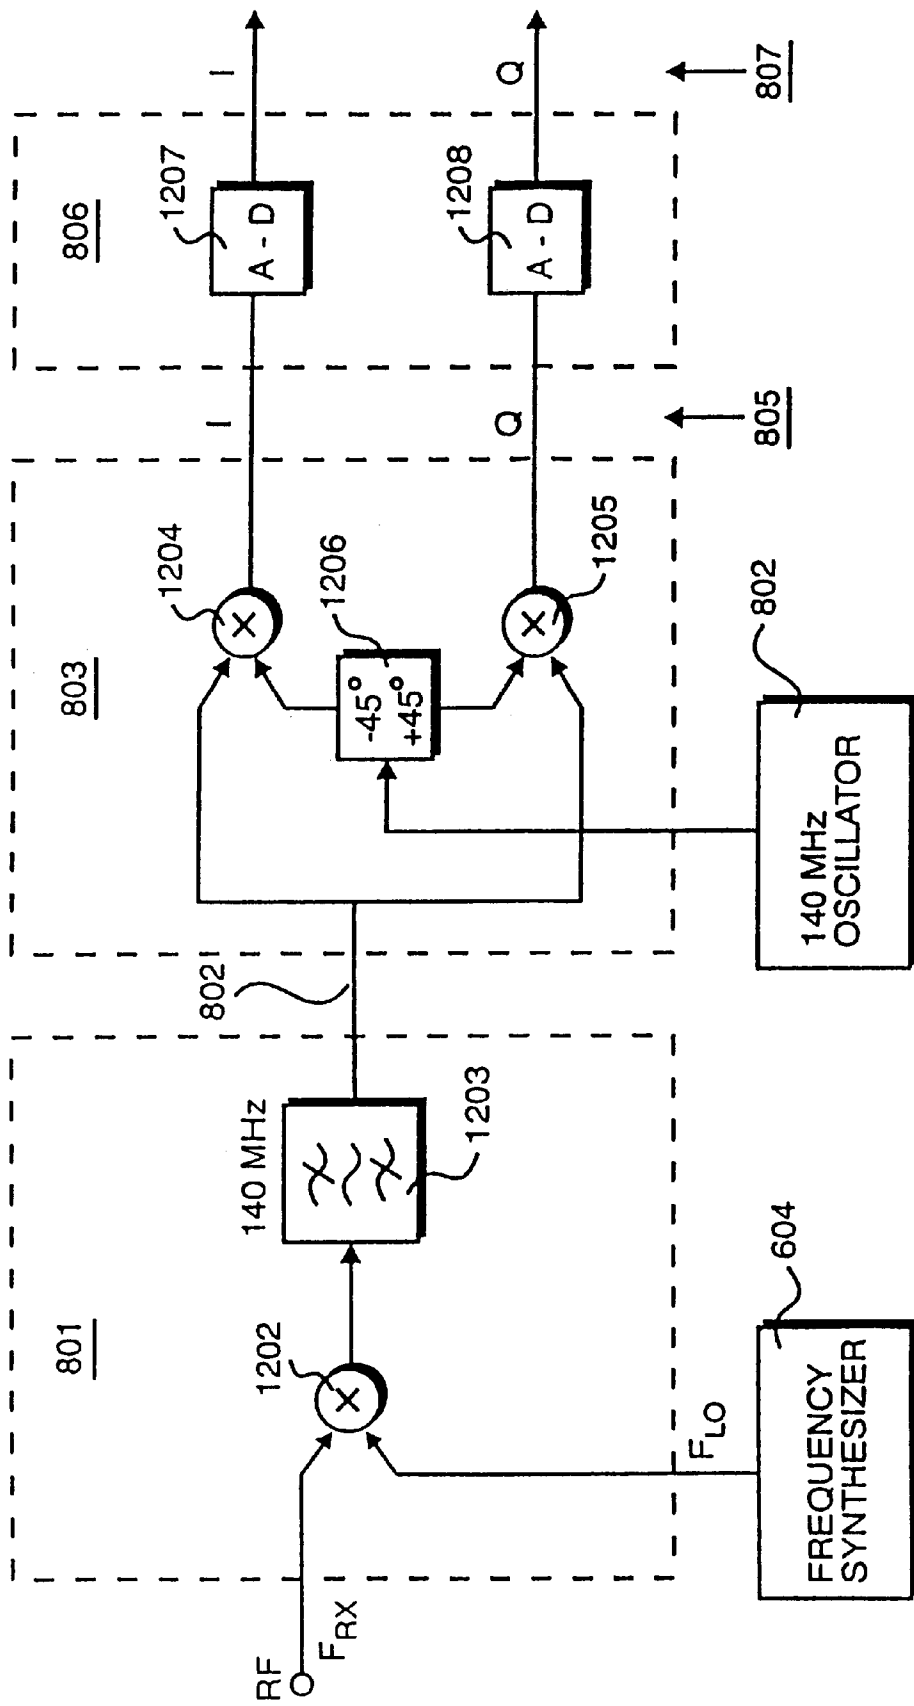 801
803
806
1202
140 MHz
1203
802
1204
1206
-45°
+45°
1205
I
Q
1207
A - D
1208
A - D
I
Q
RF
F_RX
F_LO
805
807
FREQUENCY
SYNTHESIZER
604
140 MHz
OSCILLATOR
802